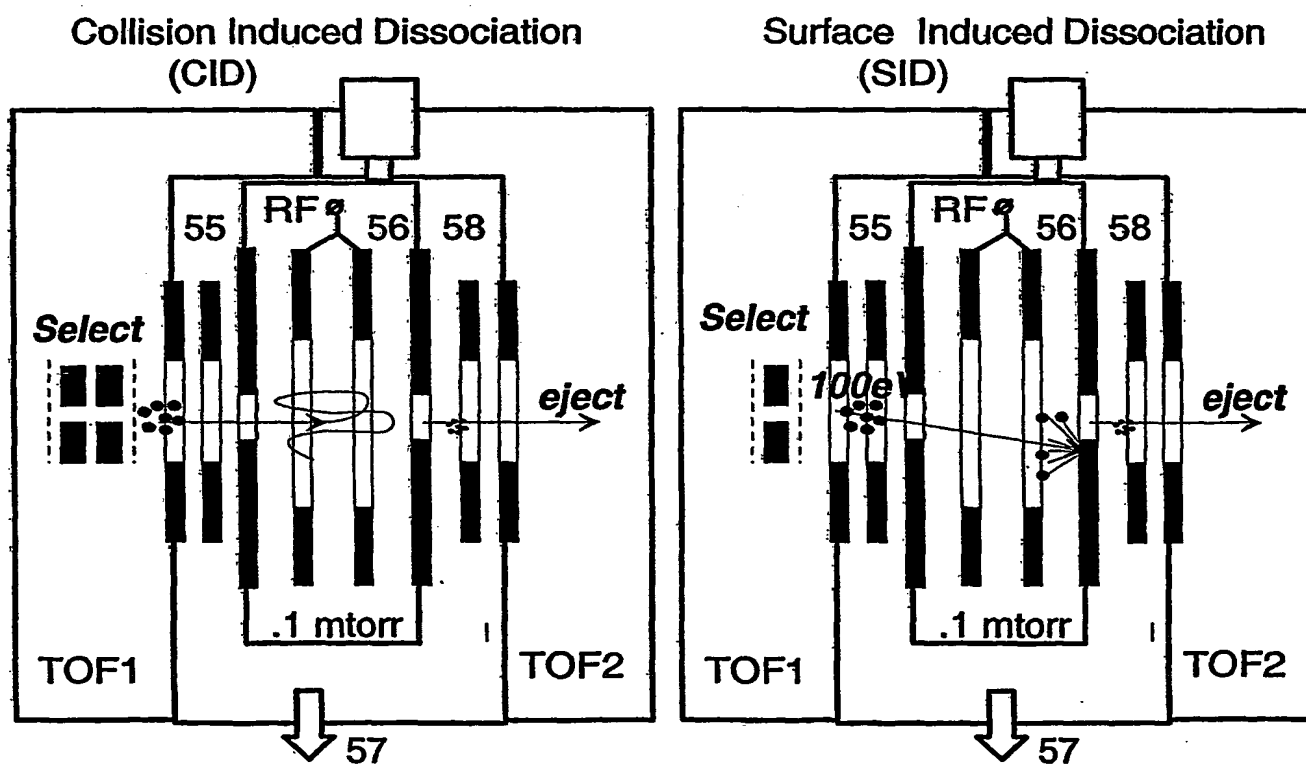 Collision Induced Dissociation
(CID)
RF
55
56
58
Select
eject
.1 mtorr
TOF1
TOF2
57
Surface Induced Dissociation
(SID)
RF
55
56
58
Select
100eV
eject
.1 mtorr
TOF1
TOF2
57